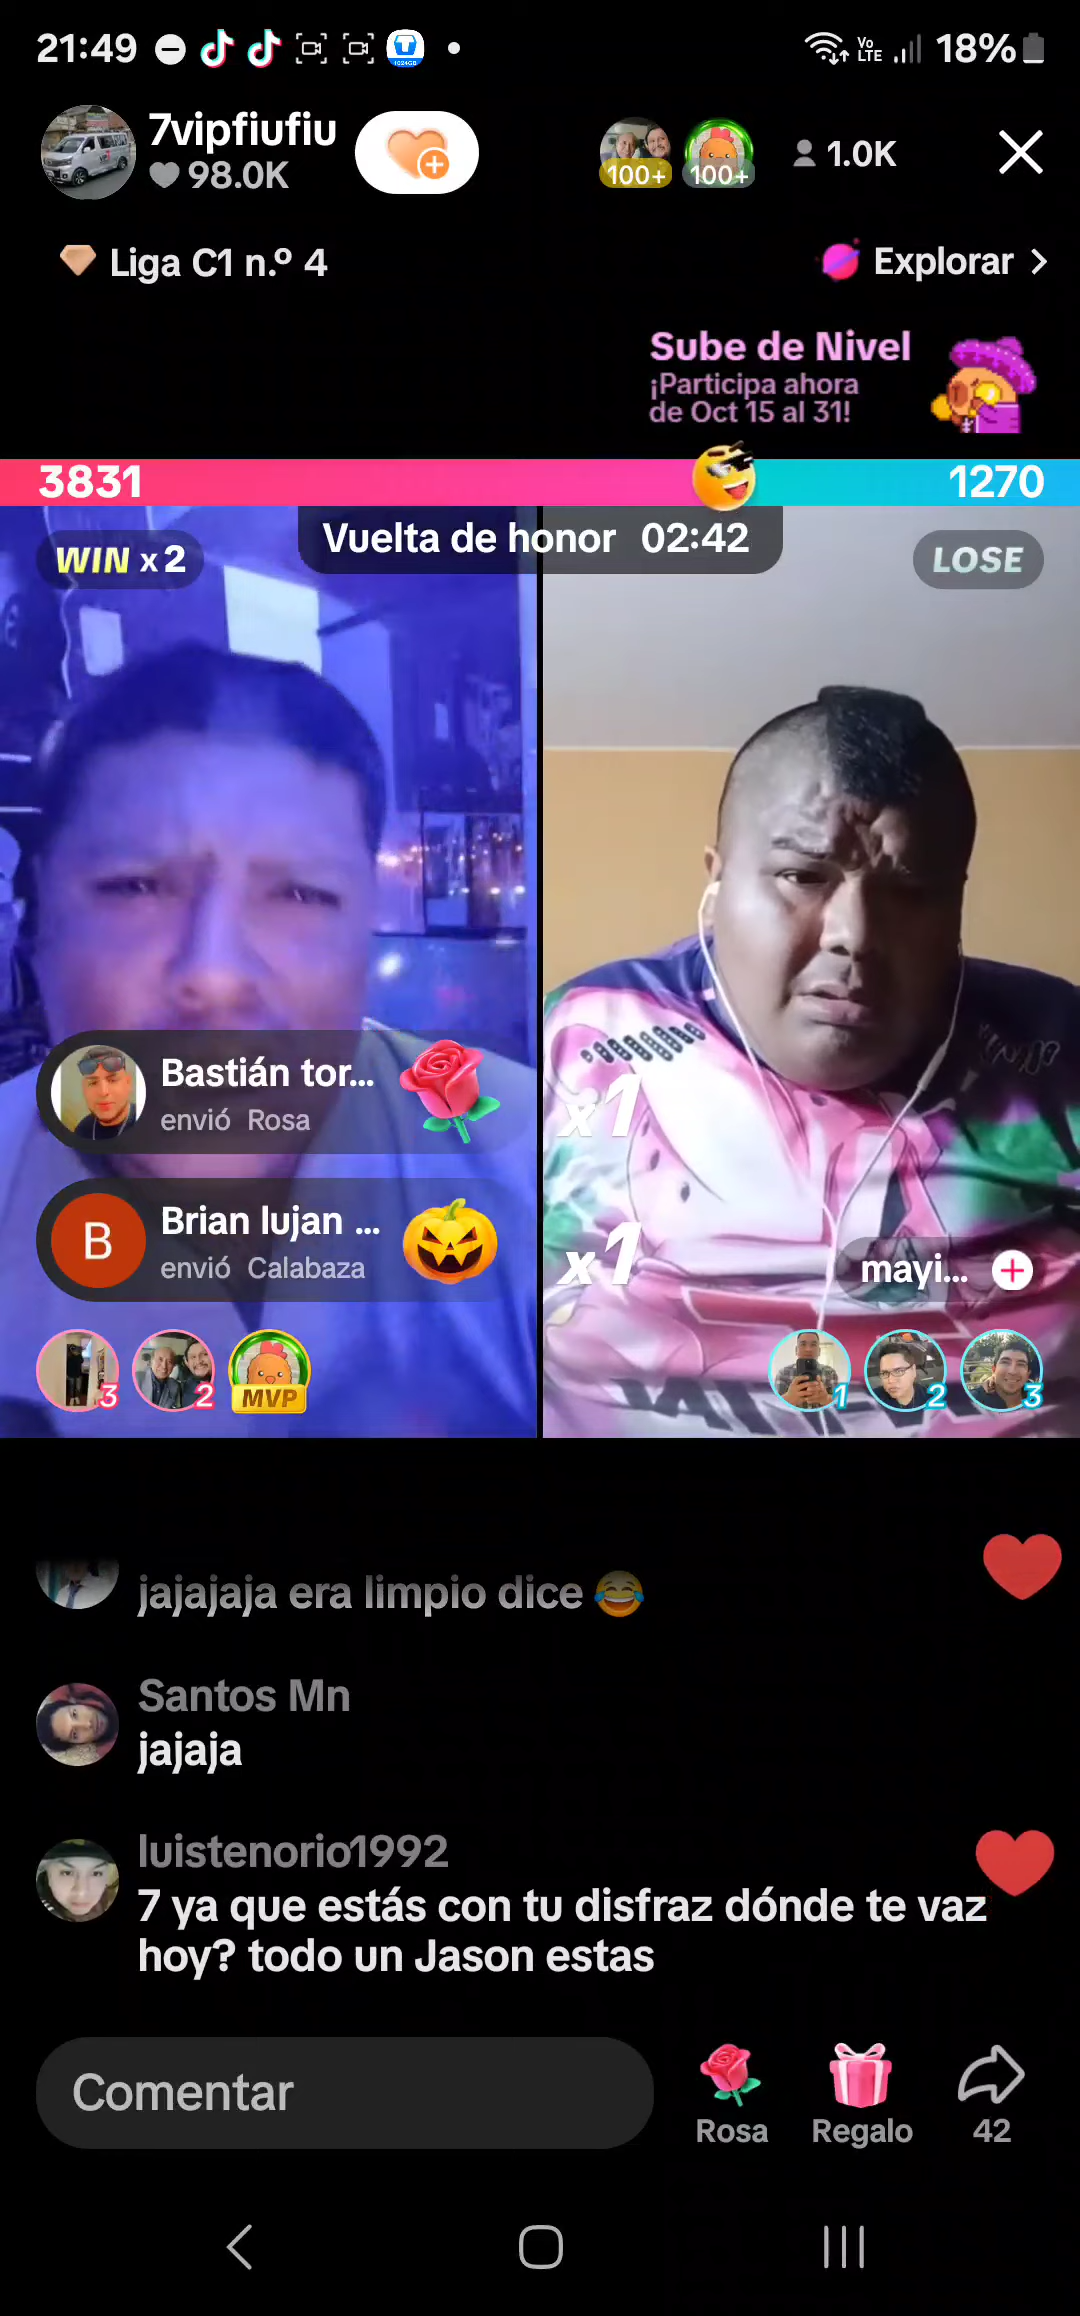 21:49
Vo LTE 18%
7vipfiufiu
98.0K
100+ 100+
1.0K
Liga C1 n.º 4
Explorar >
Sube de Nivel
¡Participa ahora
de Oct 15 al 31!
3831 1270
Vuelta de honor 02:42
WIN x2
LOSE
Bastián tor...
envió Rosa
x1
Brian lujan ...
envió Calabaza
B
x1
mayi...
3 2 MVP
1 2 3
jajajaja era limpio dice 😂
Santos Mn
jajaja
luistenorio1992
7 ya que estás con tu disfraz dónde te vaz
hoy? todo un Jason estas
Comentar
Rosa Regalo 42